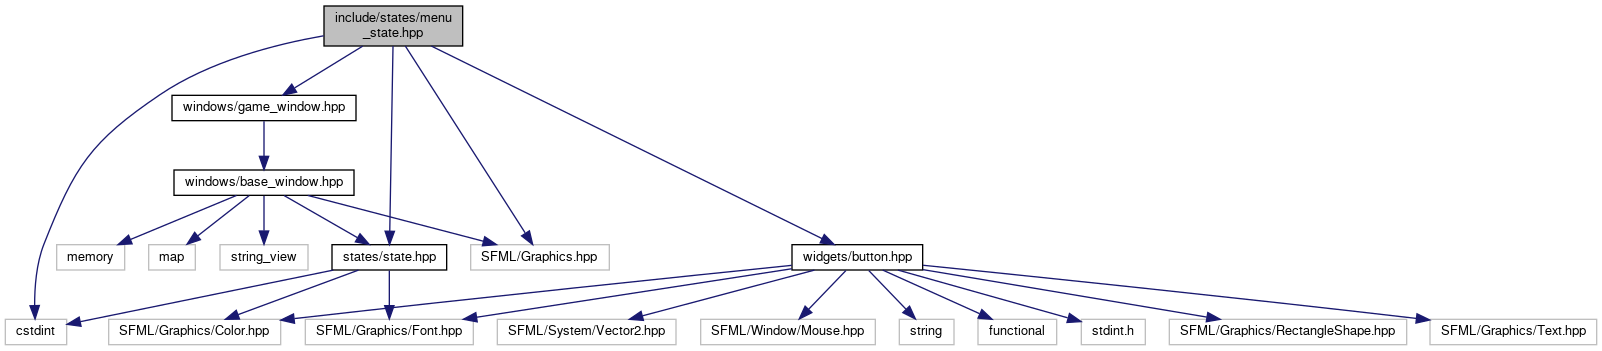 include/states/menu
_state.hpp
windows/game_window.hpp
windows/base_window.hpp
memory
map
string_view
states/state.hpp
SFML/Graphics.hpp
widgets/button.hpp
cstdint
SFML/Graphics/Color.hpp
SFML/Graphics/Font.hpp
SFML/System/Vector2.hpp
SFML/Window/Mouse.hpp
string
functional
stdint.h
SFML/Graphics/RectangleShape.hpp
SFML/Graphics/Text.hpp